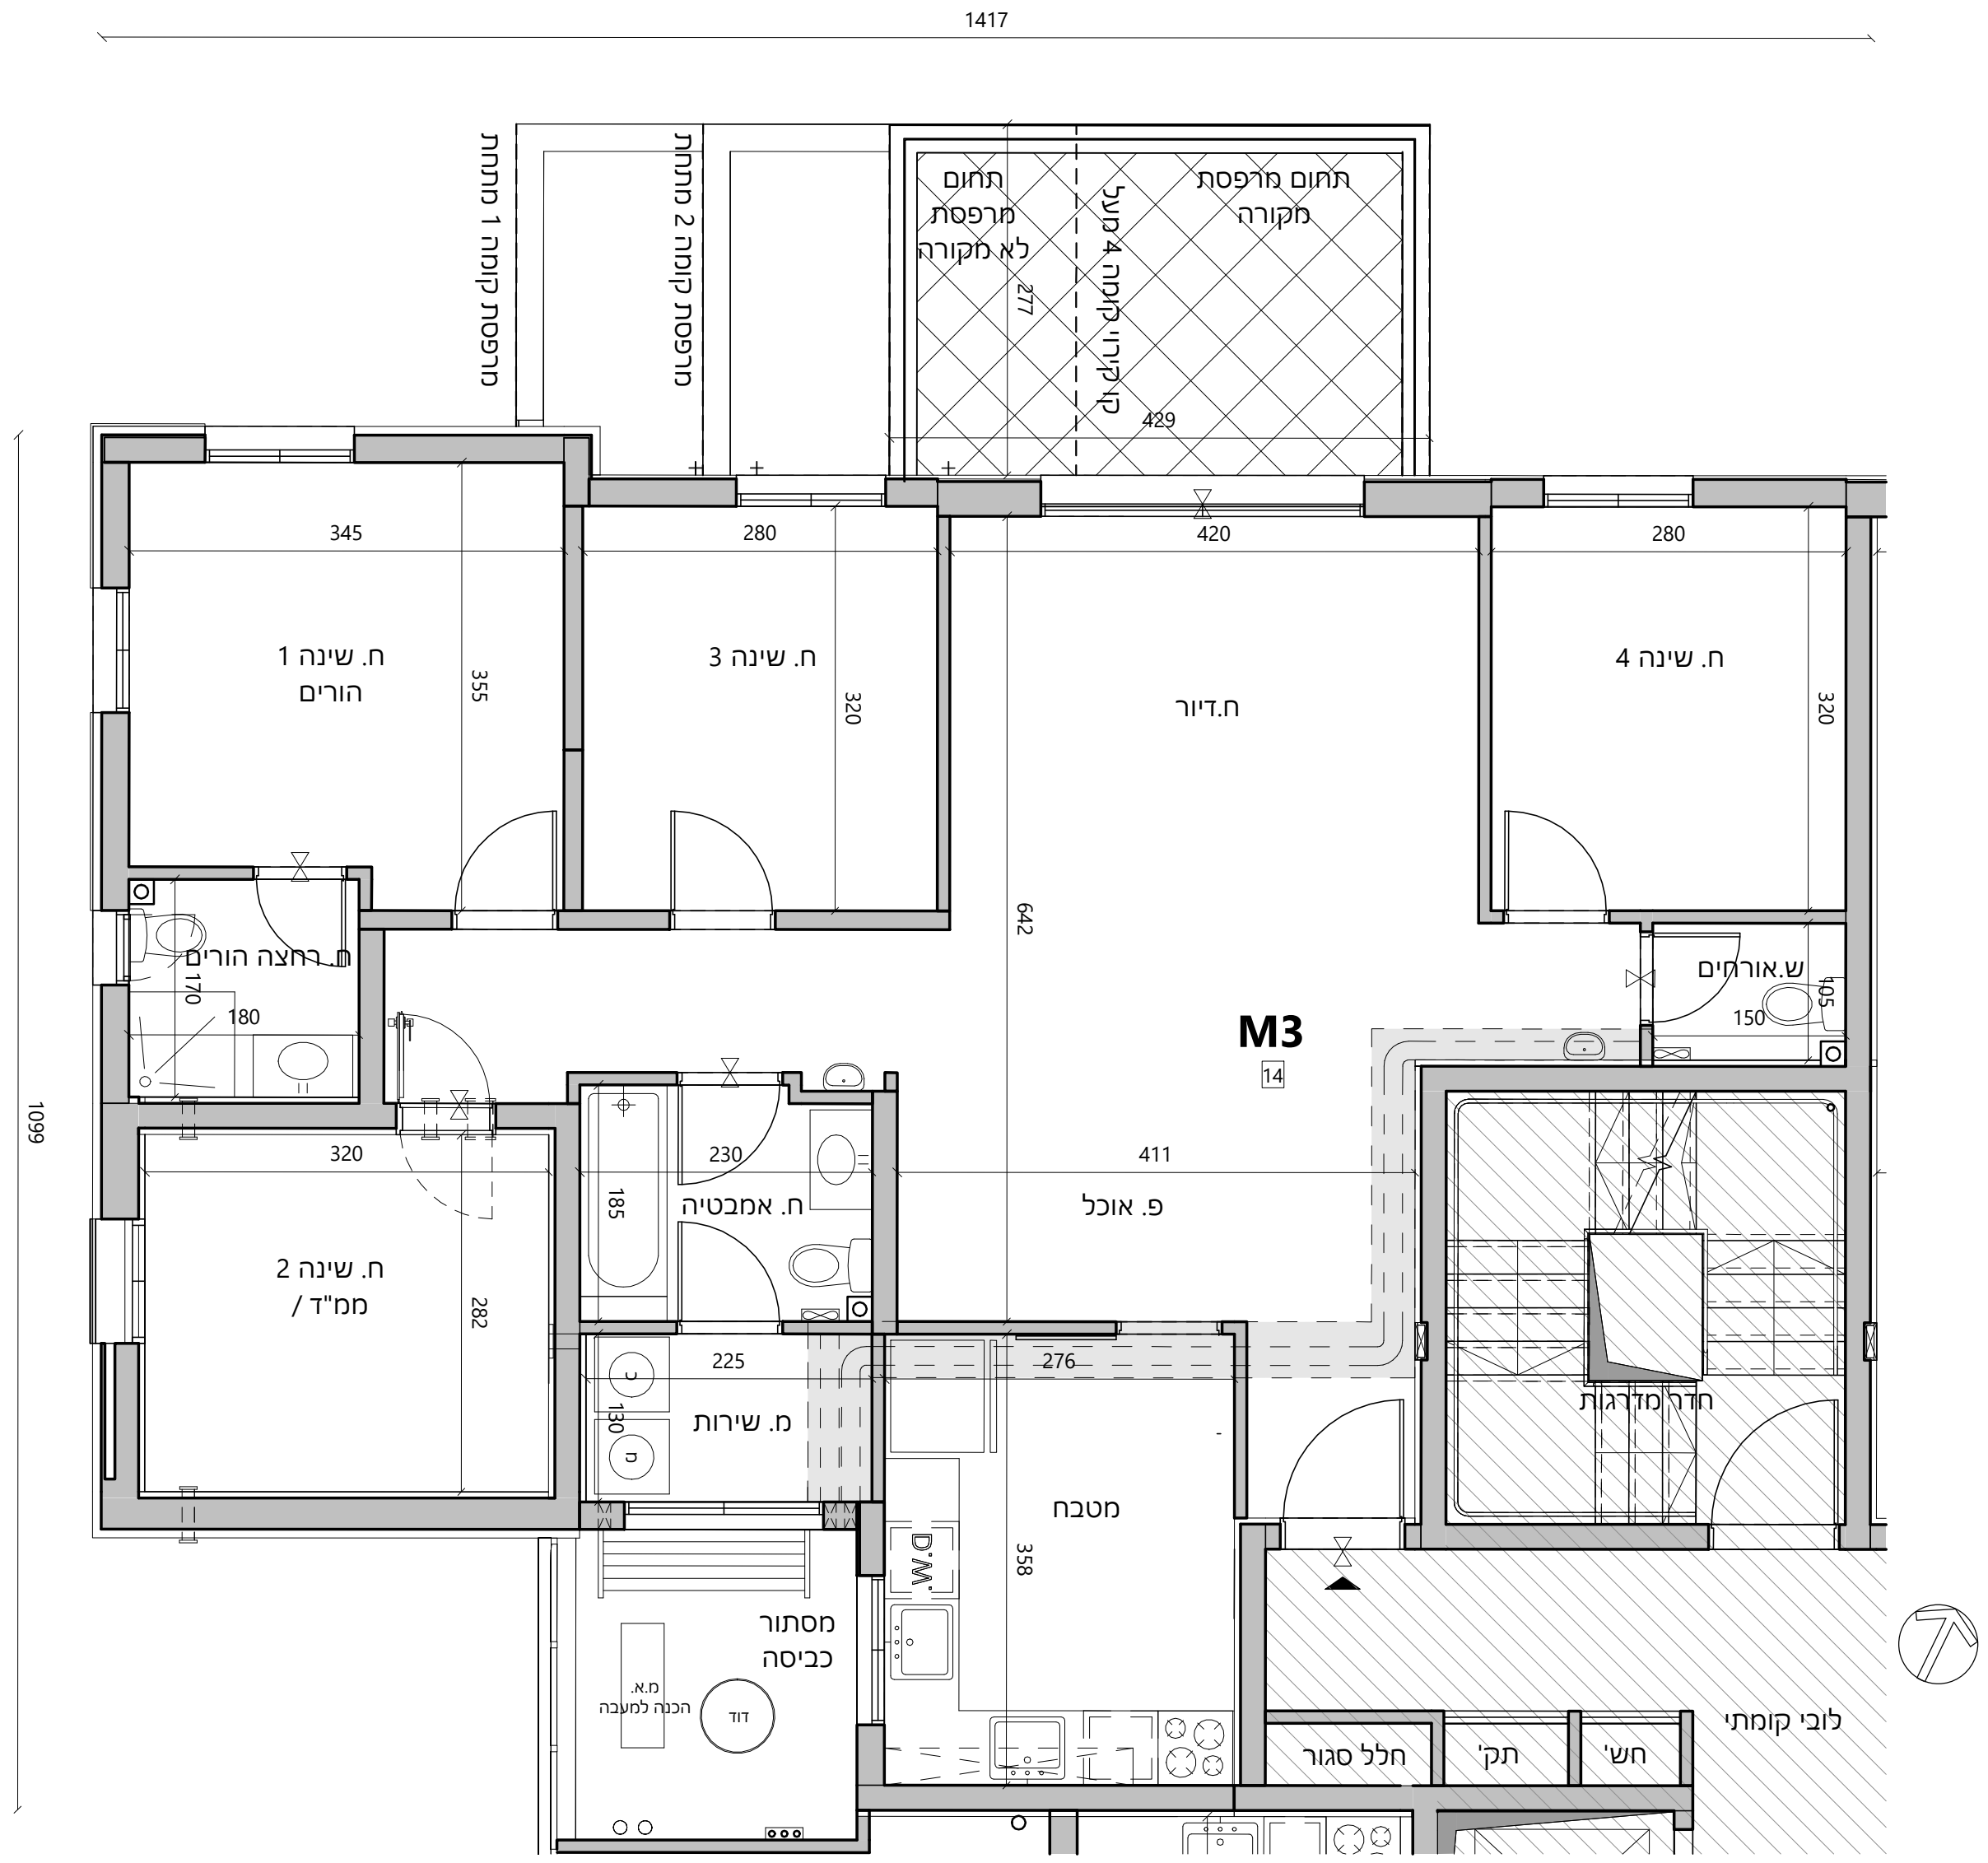 1417
מרפסת קומה 1 מתחת
מרפסת קומה 2 מתחת
תחום
מרפסת
לא מקורה
277
קו קירוי קומה 4 מעל
תחום מרפסת
מקורה
429
345
280
420
280
ח. שינה 1
הורים
355
ח. שינה 3
320
ח.דיור
ח. שינה 4
320
642
ח. רחצה הורים
170
180
ש.אורחים
105
150
M3
14
1099
320
230
411
185
ח. אמבטיה
פ. אוכל
ח. שינה 2
ממ"ד /
282
225
276
כ
130
מ. שירות
מ
חדר מדרגות
מטבח
D.W.
358
מסתור
כביסה
מ.א.
הכנה למעבה
דוד
לובי קומתי
חלל סגור
תק'
חש'